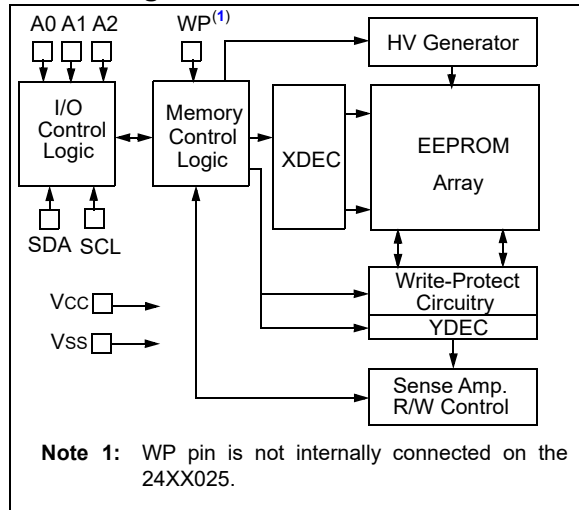 A0 A1 A2
WP(1)
HV Generator
I/O
Control
Logic
Memory
Control
Logic
XDEC
EEPROM
Array
SDA
SCL
Write-Protect
Circuitry
YDEC
VCC
VSS
Sense Amp.
R/W Control
Note 1: WP pin is not internally connected on the
24XX025.